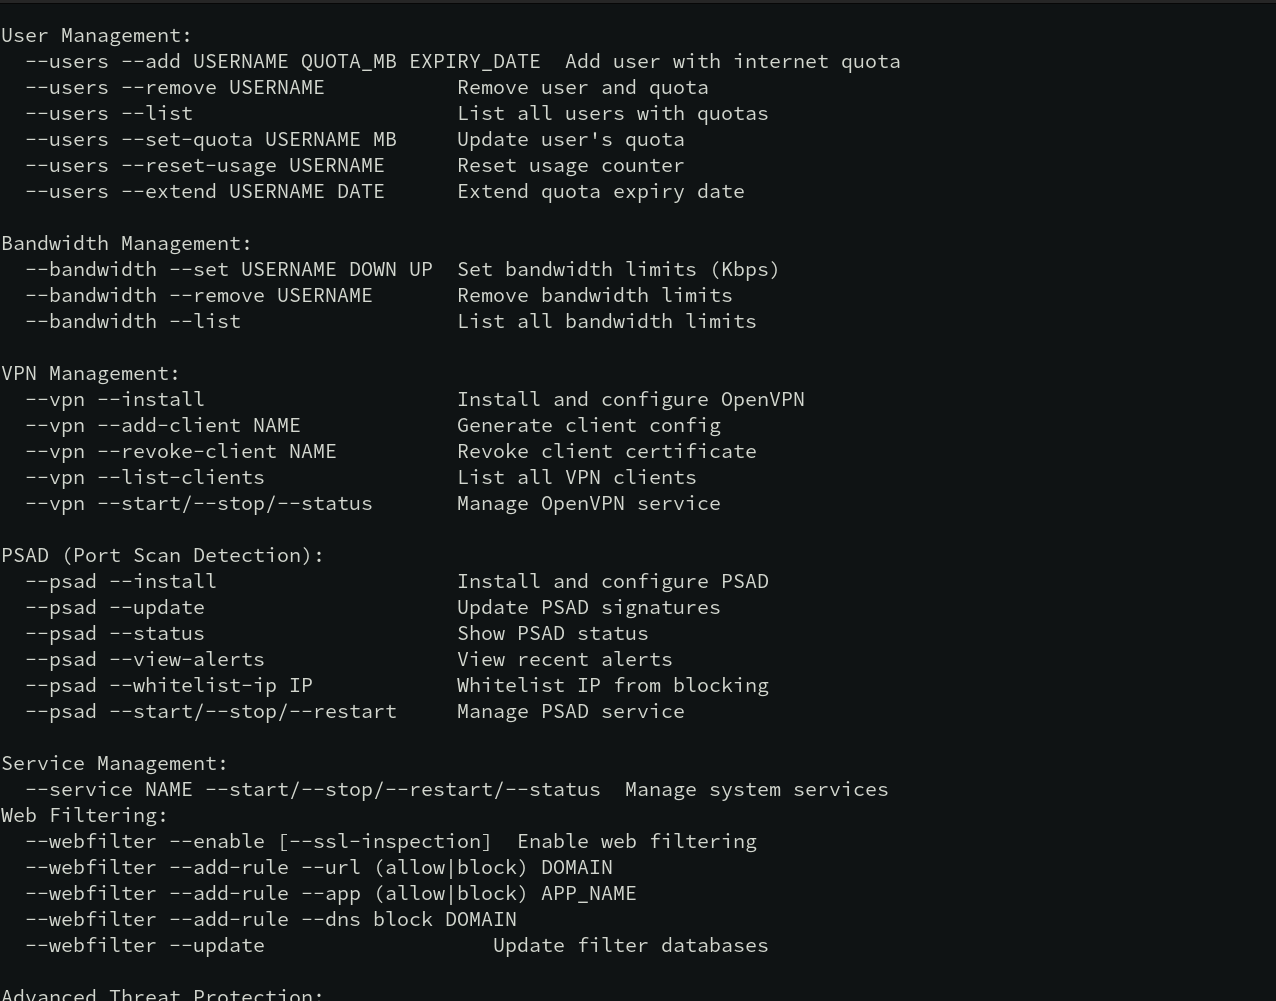 User Management:
  --users --add USERNAME QUOTA_MB EXPIRY_DATE  Add user with internet quota
  --users --remove USERNAME           Remove user and quota
  --users --list                      List all users with quotas
  --users --set-quota USERNAME MB     Update user's quota
  --users --reset-usage USERNAME      Reset usage counter
  --users --extend USERNAME DATE      Extend quota expiry date

Bandwidth Management:
  --bandwidth --set USERNAME DOWN UP  Set bandwidth limits (Kbps)
  --bandwidth --remove USERNAME       Remove bandwidth limits
  --bandwidth --list                  List all bandwidth limits

VPN Management:
  --vpn --install                     Install and configure OpenVPN
  --vpn --add-client NAME             Generate client config
  --vpn --revoke-client NAME          Revoke client certificate
  --vpn --list-clients                List all VPN clients
  --vpn --start/--stop/--status       Manage OpenVPN service

PSAD (Port Scan Detection):
  --psad --install                    Install and configure PSAD
  --psad --update                     Update PSAD signatures
  --psad --status                     Show PSAD status
  --psad --view-alerts                View recent alerts
  --psad --whitelist-ip IP            Whitelist IP from blocking
  --psad --start/--stop/--restart     Manage PSAD service

Service Management:
  --service NAME --start/--stop/--restart/--status  Manage system services
Web Filtering:
  --webfilter --enable [--ssl-inspection]  Enable web filtering
  --webfilter --add-rule --url (allow|block) DOMAIN
  --webfilter --add-rule --app (allow|block) APP_NAME
  --webfilter --add-rule --dns block DOMAIN
  --webfilter --update                   Update filter databases

Advanced Threat Protection: